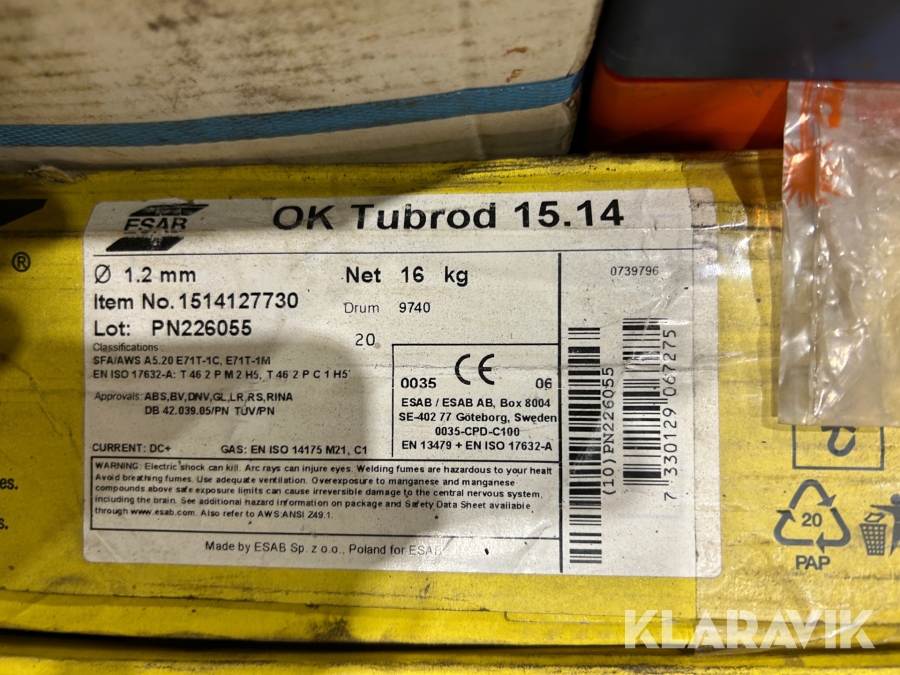 ESAB
OK Tubrod 15.14
®
Ø 1.2 mm
Net 16 kg
0739796
Item No.1514127730
Drum 9740
Lot: PN226055
20
Classifications
SFA/AWS A5.20 E71T-1C, E71T-1M
EN ISO 17632-A: T 46 2 P M 2 H5, T 46 2 P C 1 H5
Approvals: ABS,BV,DNV,GL,LR,RS,RINA
DB 42.039.05/PN TÜV/PN
CURRENT: DC+
GAS: EN ISO 14175 M21, C1
CE
0035
06
ESAB / ESAB AB, Box 8004
SE-402 77 Göteborg, Sweden
0035-CPD-C100
EN 13479 + EN ISO 17632-A
(10)PN226055
7 330129 067275
WARNING: Electric shock can kill. Arc rays can injure eyes. Welding fumes are hazardous to your healt
Avoid breathing fumes. Use adequate ventilation. Overexposure to manganese and manganese
compounds above safe exposure limits can cause irreversible damage to the central nervous system,
including the brain. See additional hazard information on package and Safety Data Sheet available
through www.esab.com. Also refer to AWS ANSI Z49.1.
Made by ESAB Sp. z o.o., Poland for ESAB
es.
s.
20
PAP
KLARAVIK